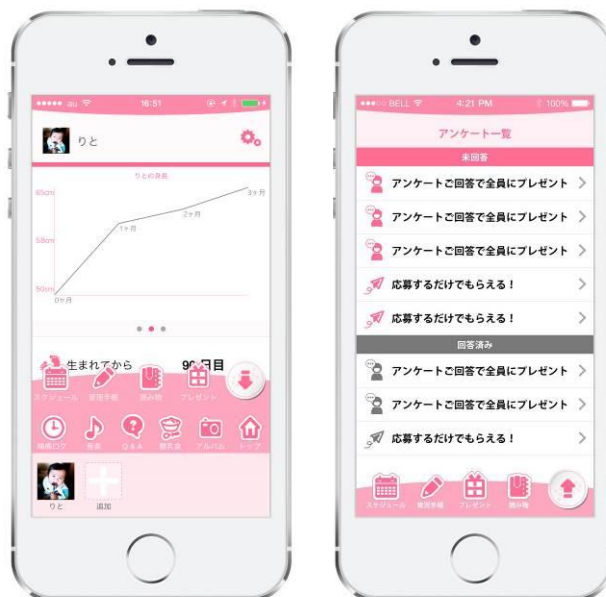 au
16:51
りと
りとの身長
65cm
3ヶ月
2ヶ月
1ヶ月
58cm
50cm
0ヶ月
生まれてから
日目
スケジュール
読み物
プレゼント
音楽
Q&A
離乳食
アルバム
トップ
りと
追加
BELL
4:21 PM
100%
アンケート一覧
未回答
アンケートご回答で全員にプレゼント
アンケートご回答で全員にプレゼント
アンケートご回答で全員にプレゼント
応募するだけでもらえる！
応募するだけでもらえる！
回答済み
アンケートご回答で全員にプレゼント
アンケートご回答で全員にプレゼント
応募するだけでもらえる！
スケジュール
プレゼント
読み物